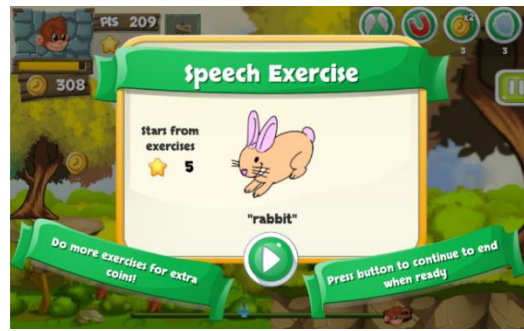 PTS 209
308
x2
3
3
Speech Exercise
Stars from
exercises
5
"rabbit"
Do more exercises for extra
coins!
Press button to continue to end
when ready